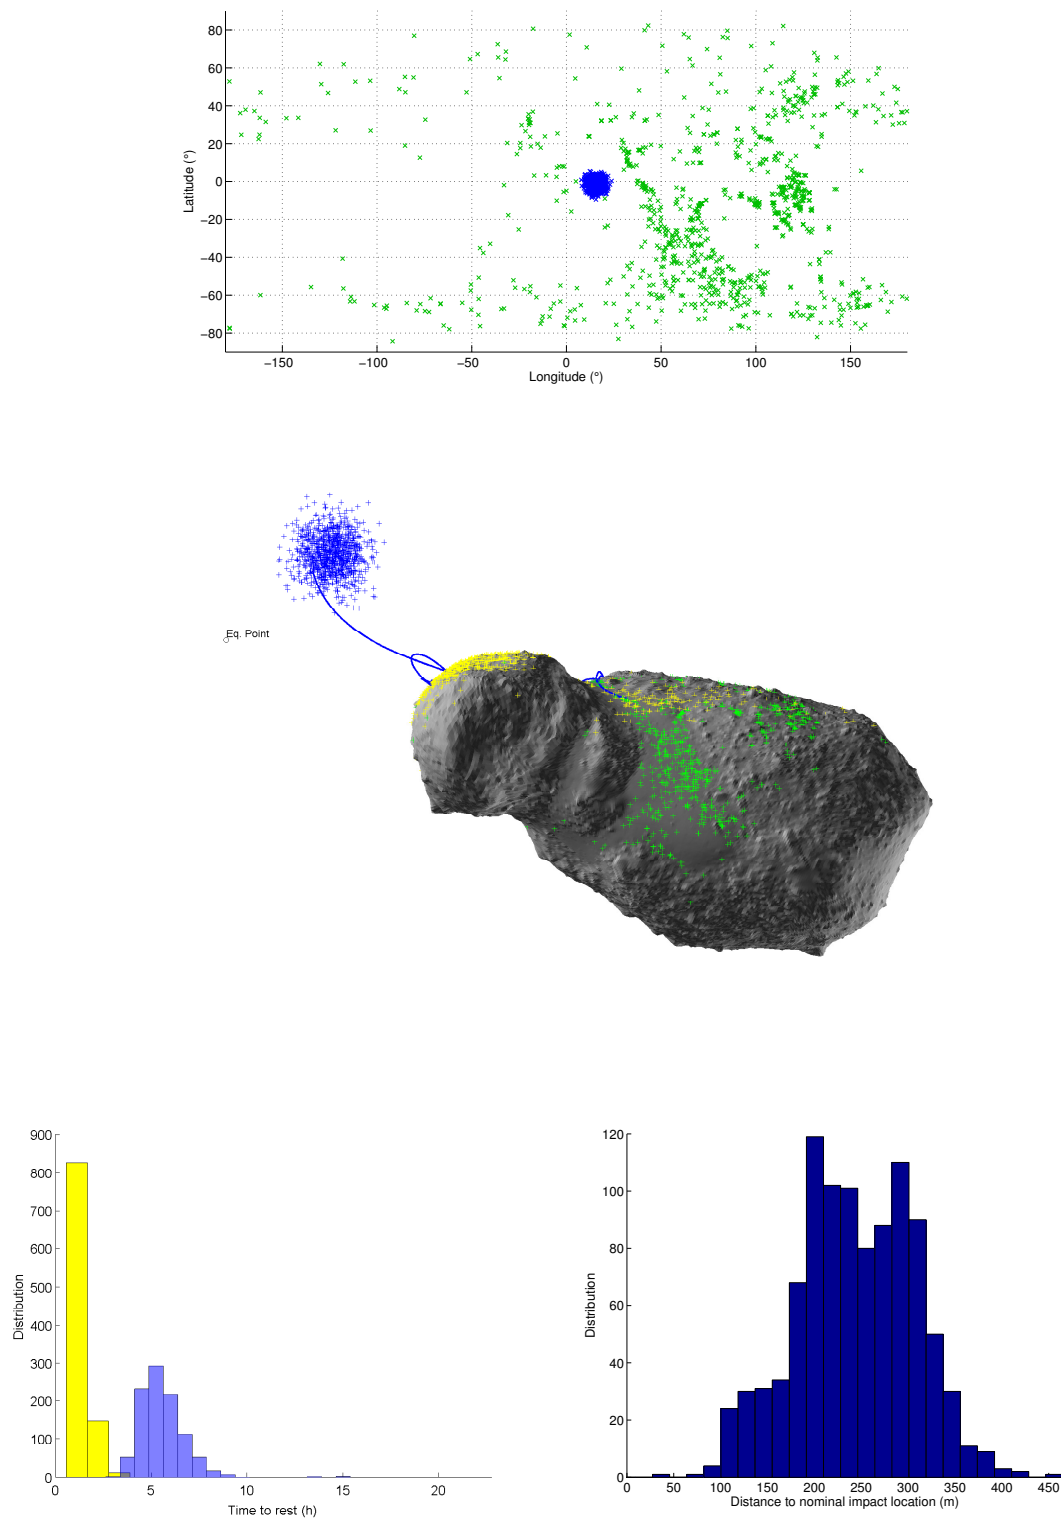 80
60
40
20
0
−20
−40
−60
−80
Latitude (°)
−150 −100 −50 0 50 100 150
Longitude (°)
Eq. Point
900
800
700
600
500
400
300
200
100
0
Distribution
0 5 10 15 20
Time to rest (h)
120
100
80
60
40
20
0
Distribution
0 50 100 150 200 250 300 350 400 450
Distance to nominal impact location (m)